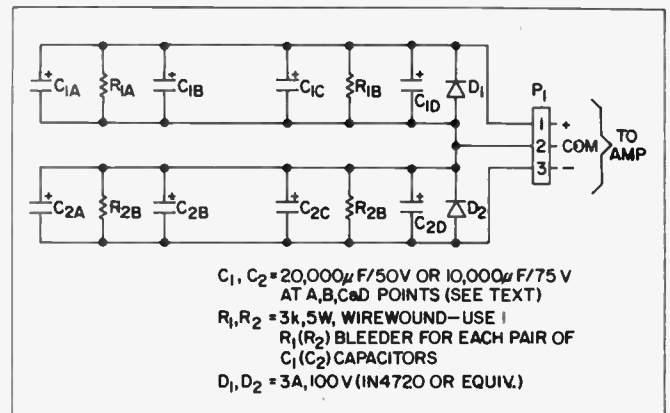 C1A R1A C1B C1C R1B C1D D1 P1
1 +
2 COM
3 −
TO
AMP
C2A R2B C2B C2C R2B C2D D2
C1, C2 = 20,000µF/50V OR 10,000µF/75V
AT A,B,C&D POINTS (SEE TEXT)
R1,R2 = 3k, 5W, WIREWOUND—USE 1
R1(R2) BLEEDER FOR EACH PAIR OF
C1(C2) CAPACITORS
D1, D2 = 3A, 100V (IN4720 OR EQUIV.)